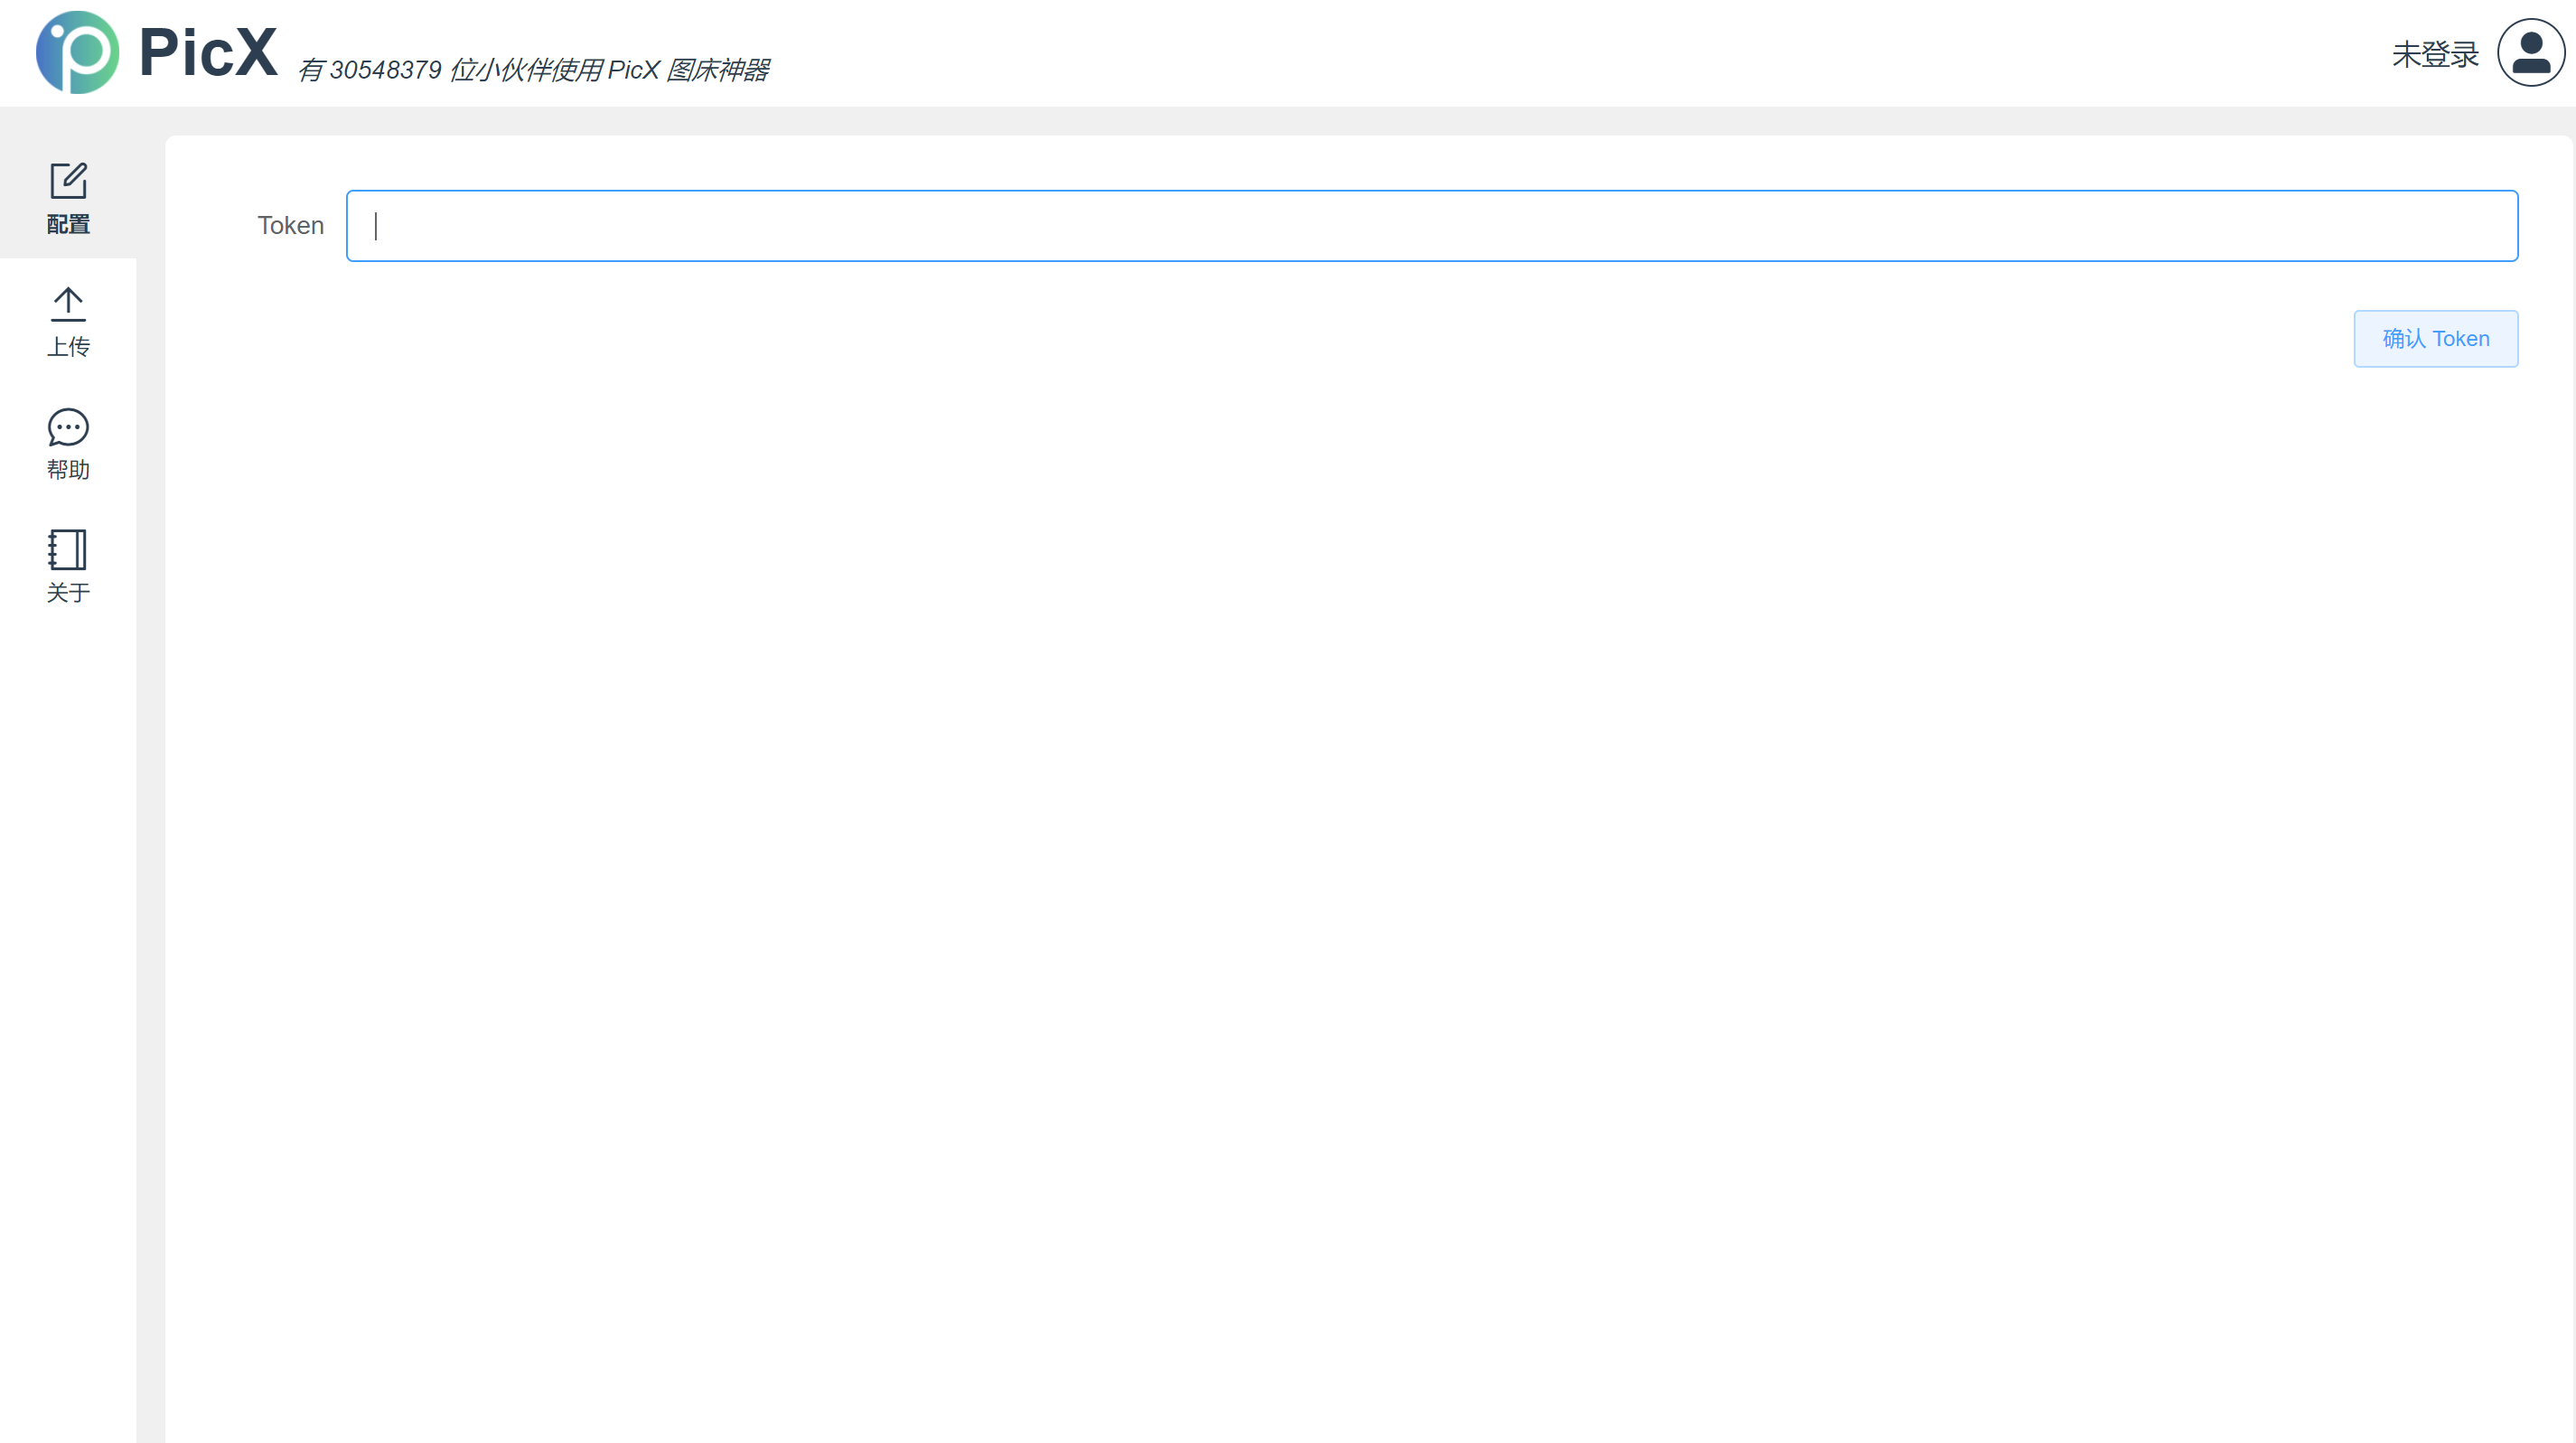 PicX 有 30548379 位小伙伴使用 PicX 图床神器
未登录
配置
上传
帮助
关于
Token
确认 Token